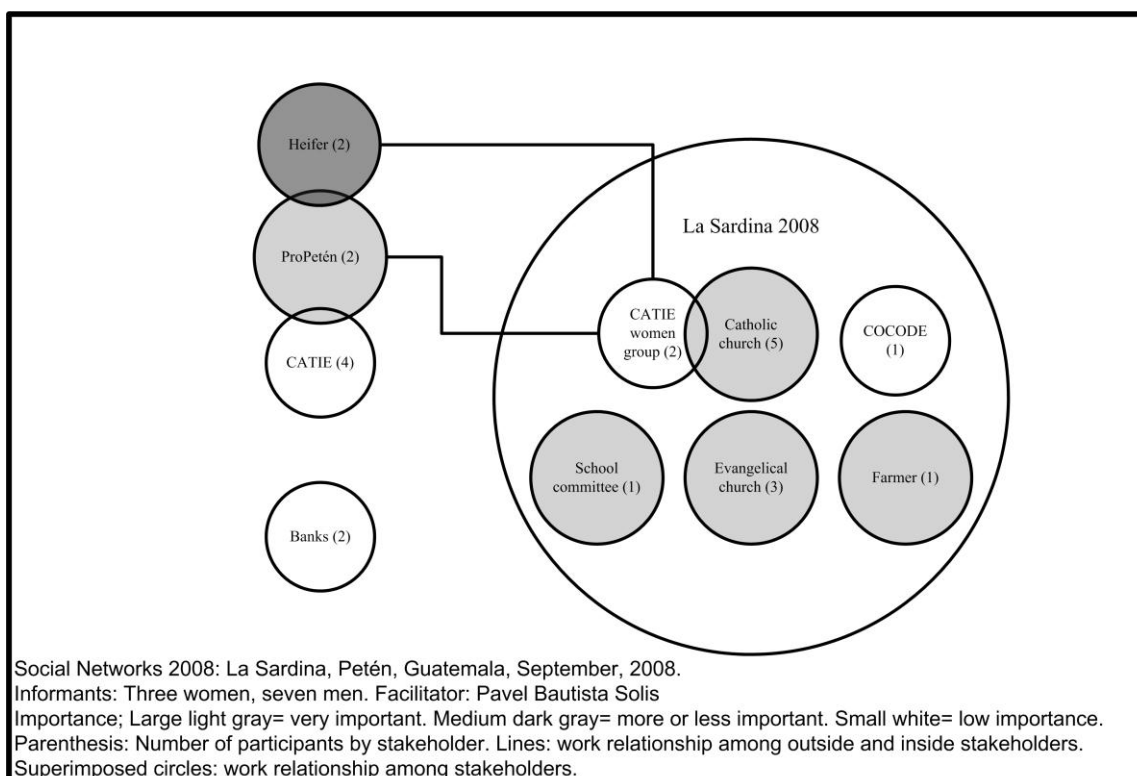 Heifer (2)
La Sardina 2008
ProPetén (2)
CATIE
women
group (2)
Catholic
church (5)
COCODE
(1)
CATIE (4)
School
committee (1)
Evangelical
church (3)
Farmer (1)
Banks (2)
Social Networks 2008: La Sardina, Petén, Guatemala, September, 2008.
Informants: Three women, seven men. Facilitator: Pavel Bautista Solis
Importance; Large light gray= very important. Medium dark gray= more or less important. Small white= low importance.
Parenthesis: Number of participants by stakeholder. Lines: work relationship among outside and inside stakeholders.
Superimposed circles: work relationship among stakeholders.